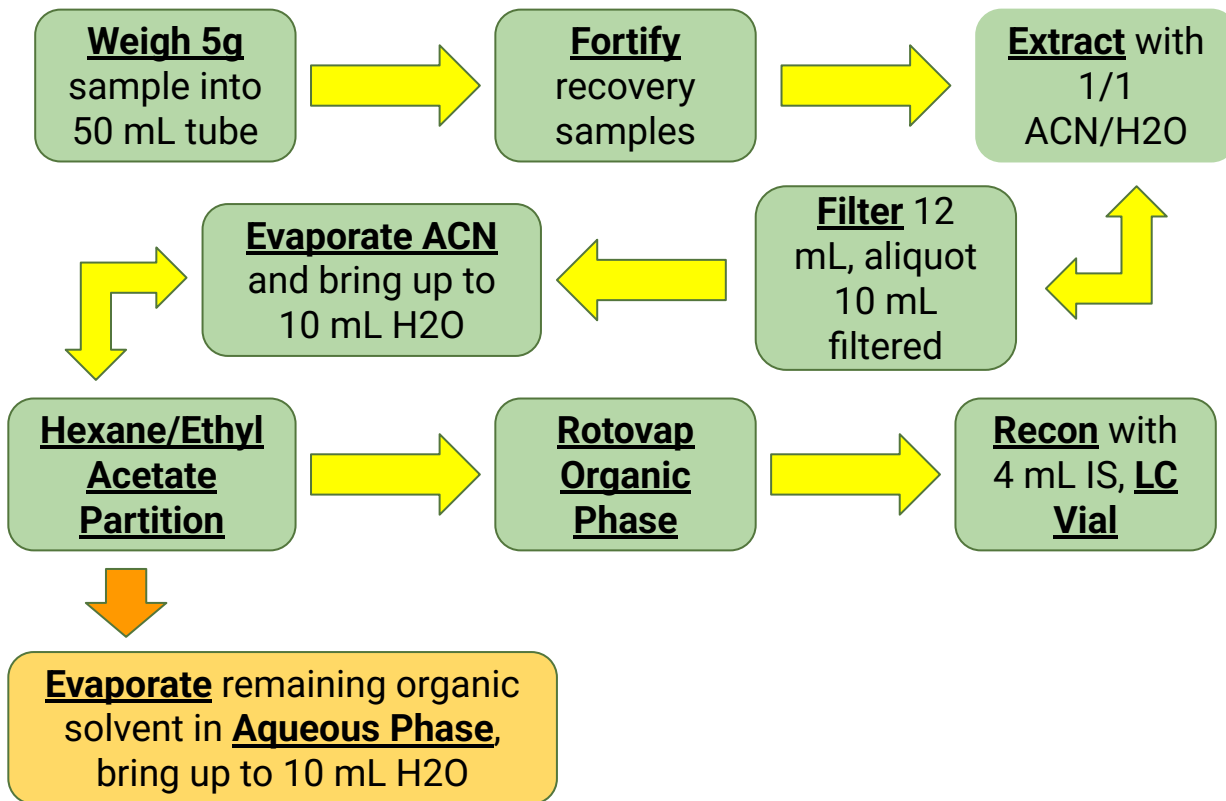 Weigh 5g
sample into
50 mL tube
Fortify
recovery
samples
Extract with
1/1
ACN/H2O
Filter 12
mL, aliquot
10 mL
filtered
Evaporate ACN
and bring up to
10 mL H2O
Hexane/Ethyl
Acetate
Partition
Rotovap
Organic
Phase
Recon with
4 mL IS, LC
Vial
Evaporate remaining organic
solvent in Aqueous Phase,
bring up to 10 mL H2O